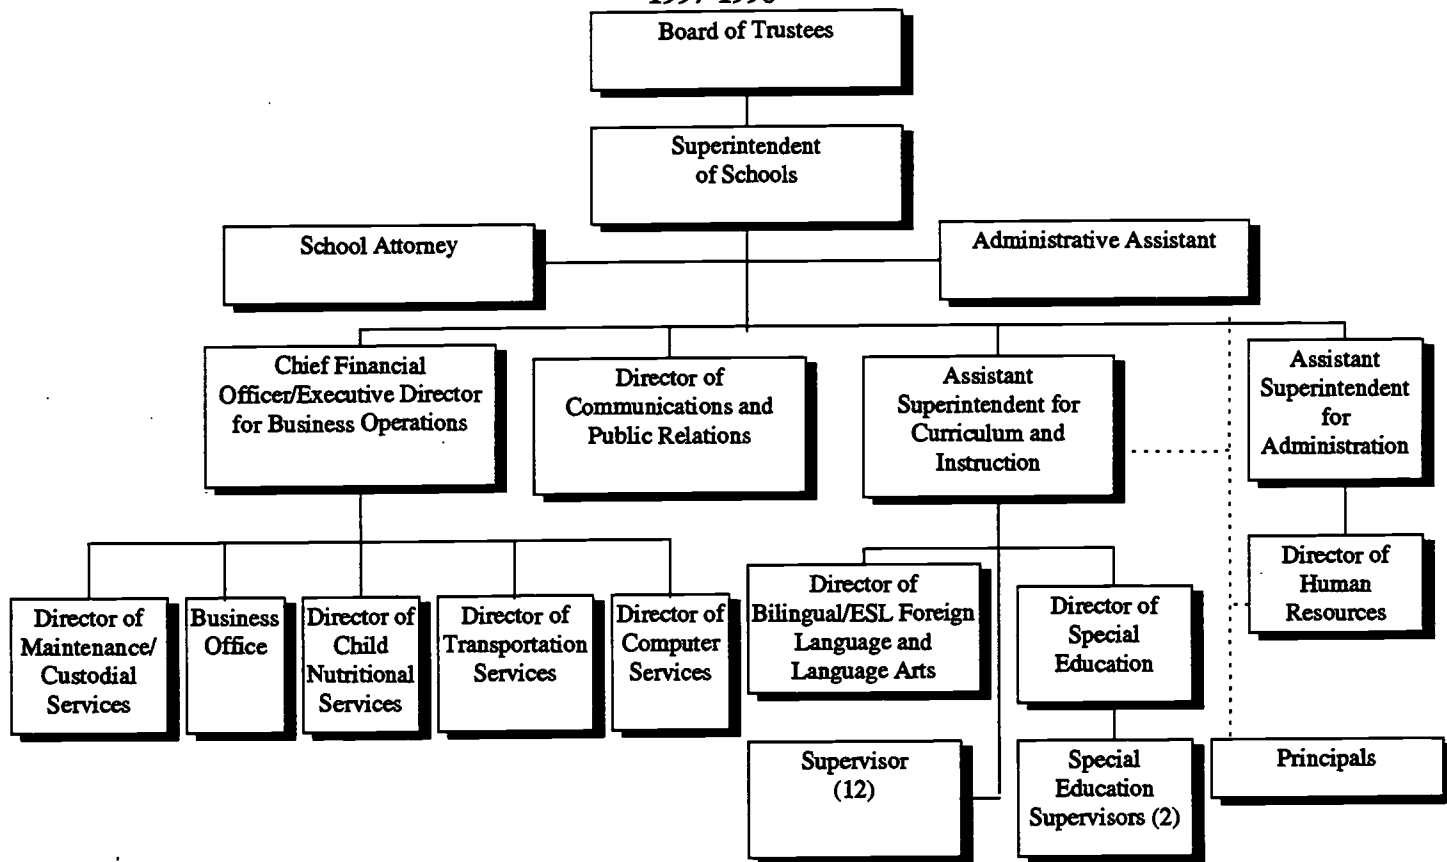 Board of Trustees
Superintendent
of Schools
School Attorney
Administrative Assistant
Chief Financial
Officer/Executive Director
for Business Operations
Director of
Communications and
Public Relations
Assistant
Superintendent for
Curriculum and
Instruction
Assistant
Superintendent
for
Administration
Director of
Maintenance/
Custodial
Services
Business
Office
Director of
Child
Nutritional
Services
Director of
Transportation
Services
Director of
Computer
Services
Director of
Bilingual/ESL Foreign
Language and
Language Arts
Director of
Special
Education
Director of
Human
Resources
Supervisor
(12)
Special
Education
Supervisors (2)
Principals